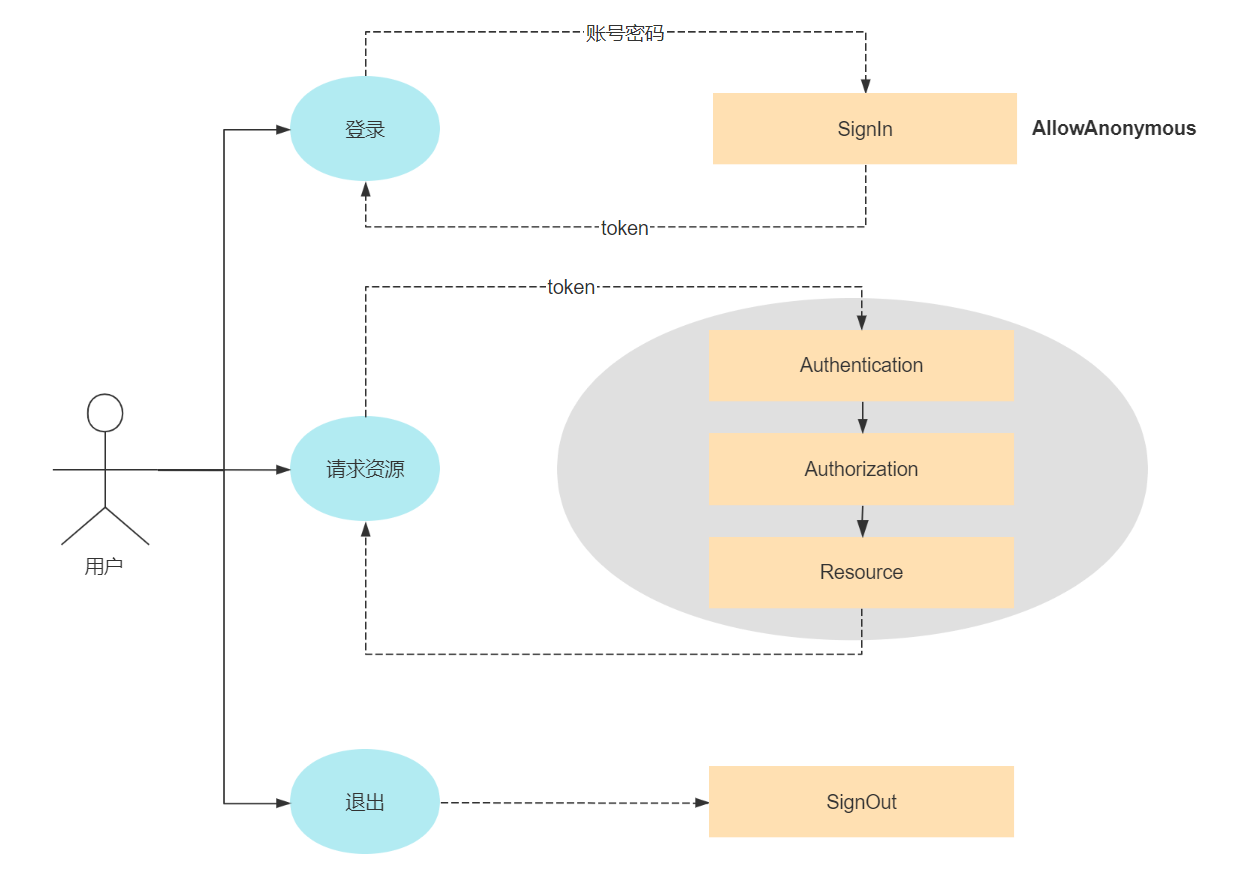 账号密码
登录
SignIn
AllowAnonymous
token
token
Authentication
请求资源
Authorization
用户
Resource
退出
SignOut